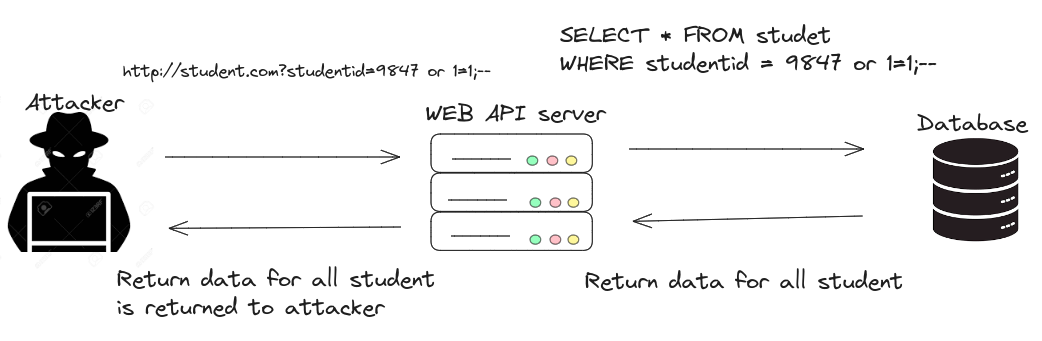 SELECT * FROM studet
WHERE studentid = 9847 or 1=1;--
http://student.com?studentid=9847 or 1=1;--
Attacker
WEB API server
Database
Return data for all student
is returned to attacker
Return data for all student